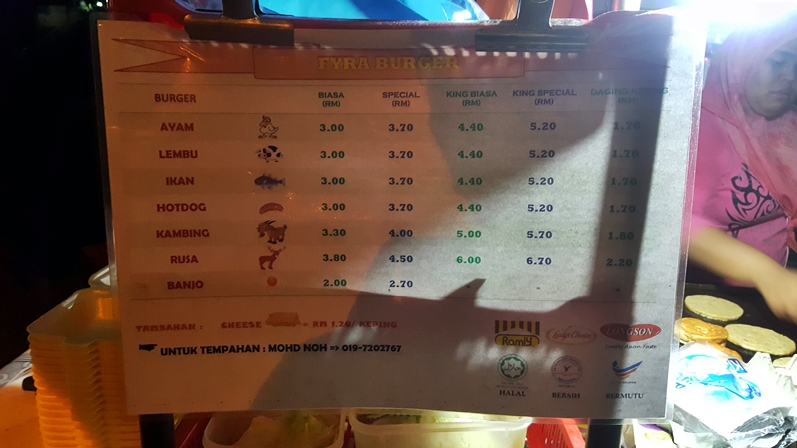 FYRA BURGER
BURGER BIASA (RM) SPECIAL (RM) KING BIASA (RM) KING SPECIAL (RM) DAGING
AYAM 3.00 3.70 4.40 5.20 1.70
LEMBU 3.00 3.70 4.40 5.20 1.70
IKAN 3.00 3.70 4.40 5.20 1.70
HOTDOG 3.00 3.70 4.40 5.20 1.70
KAMBING 3.30 4.00 5.00 5.70 1.80
RUSA 3.80 4.50 6.00 6.70 2.20
BANJO 2.00 2.70
TAMBAHAN : CHEESE = RM 1.20/ KEPING
UNTUK TEMPAHAN : MOHD NOH => 019-7202767
Ramly
HALAL BERSIH BERMUTU